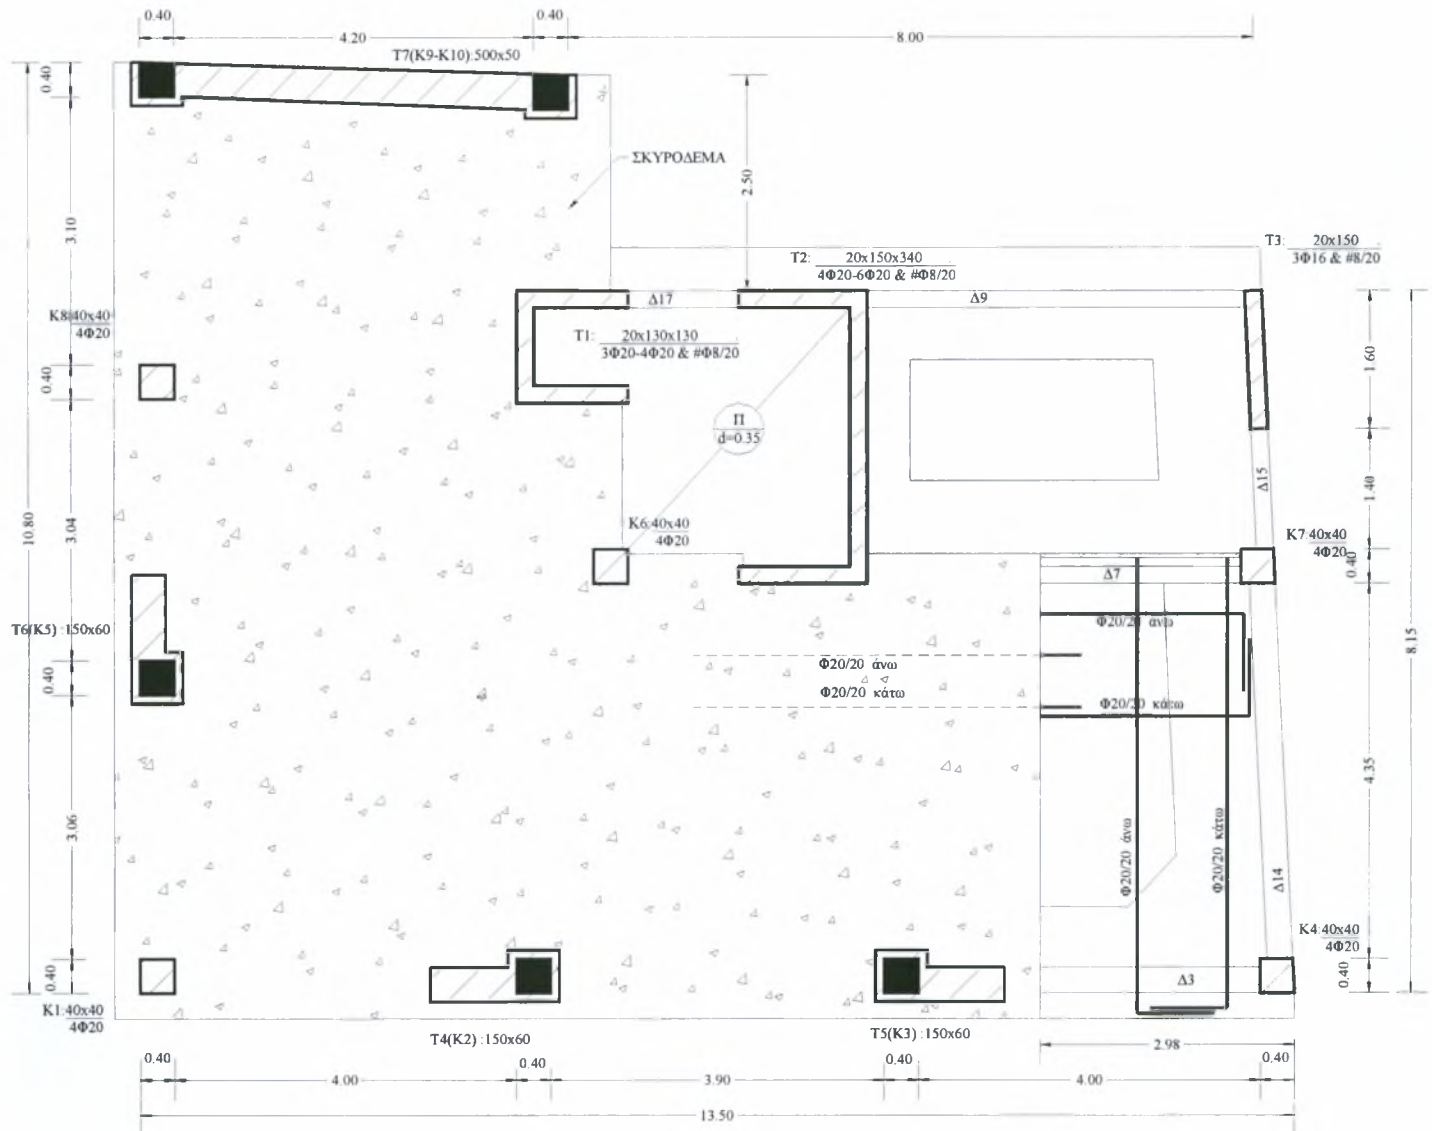 0.40
0.40
4.20
8.00
T7(K9-K10):500x50
0.40
ΣΚΥΡΟΔΕΜΑ
2.50
3.10
T2: 20x150x340
4Φ20-6Φ20 & #Φ8/20
T3: 20x150
3Φ16 & #8/20
Δ17
Δ9
K8:40x40
4Φ20
T1: 20x130x130
3Φ20-4Φ20 & #Φ8/20
0.40
1.60
Π
d=0.35
10.80
3.04
Δ15
1.40
K6:40x40
4Φ20
K7:40x40
4Φ20
0.40
Δ7
T6(K5) :150x60
0.40
Φ20/20 άνω
Φ20/20 άνω
Φ20/20 κάτω
Φ20/20 κάτω
8.15
4.35
3.06
Φ20/20 άνω
Φ20/20 κάτω
Δ14
K4:40x40
4Φ20
0.40
Δ3
0.40
K1:40x40
4Φ20
T4(K2) :150x60
T5(K3) :150x60
2.98
0.40
0.40
0.40
0.40
4.00
3.90
4.00
13.50